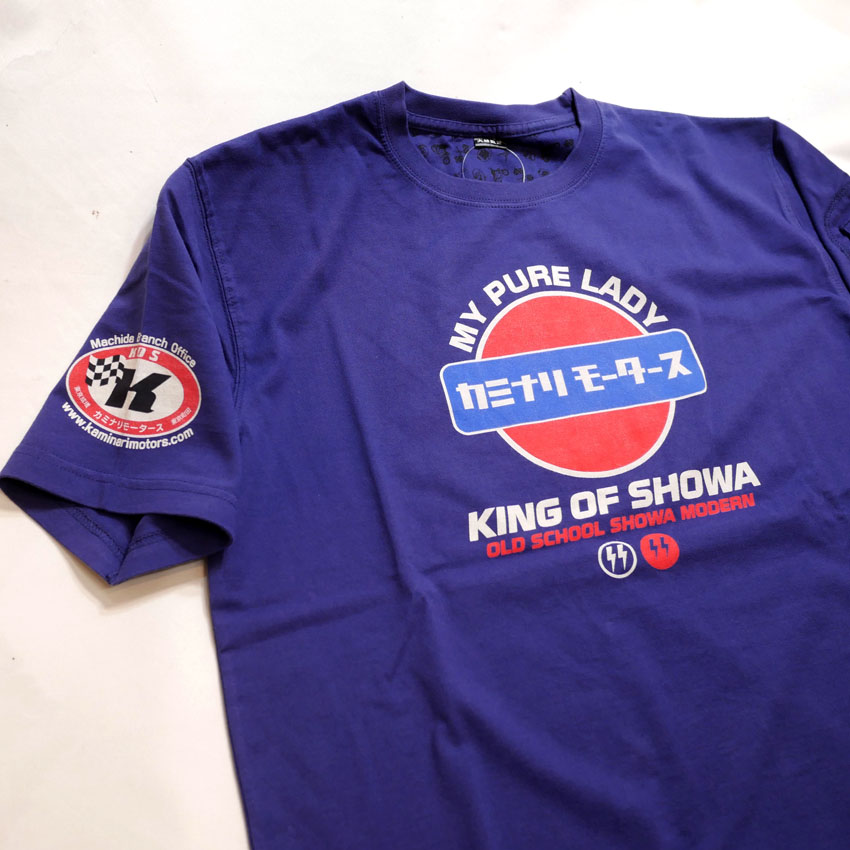 MY PURE LADY
カミナリモータース
KING OF SHOWA
OLD SCHOOL SHOWA MODERN
Machida Branch Office
K
カミナリモータース
www.kaminarimotors.com